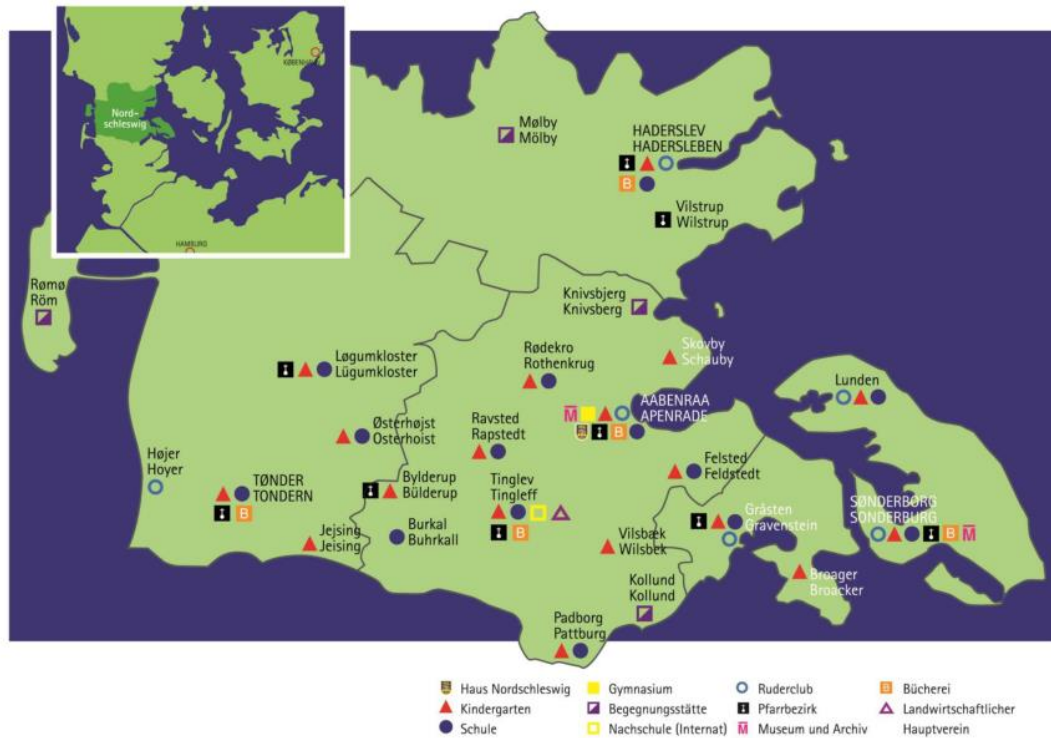 KØBENHAVN
Nord-
schleswig
HAMBURG
Mølby
Mölby
HADERSLEV
HADERSLEBEN
B
Vilstrup
Wilstrup
Rømø
Röm
Knivsbjerg
Knivsberg
Skovby
Schauby
Løgumkloster
Lügumkloster
Rødekro
Rothenkrug
Lunden
AABENRAA
APENRADE
M
B
Østerhøjst
Osterhoist
Ravsted
Rapstedt
Højer
Hoyer
Felsted
Feldstedt
TØNDER
TONDERN
B
Bylderup
Bülderup
Tinglev
Tingleff
B
Gråsten
Gravenstein
SØNDERBORG
SONDERBURG
B M
Jejsing
Jeising
Burkal
Buhrkall
Vilsbæk
Wilsbek
Broager
Broacker
Kollund
Kollund
Padborg
Pattburg
Haus Nordschleswig
Gymnasium
Ruderclub
B Bücherei
Kindergarten
Begegnungsstätte
Pfarrbezirk
Landwirtschaftlicher
Schule
Nachschule (Internat)
M Museum und Archiv
Hauptverein